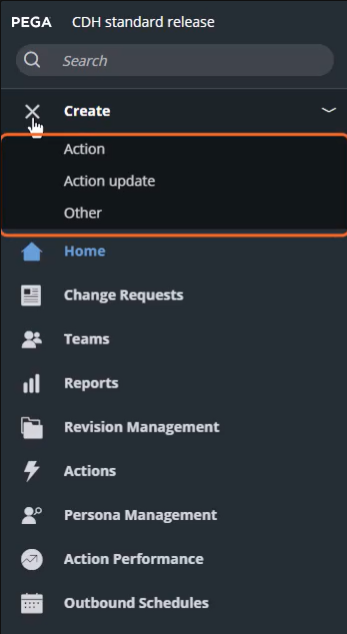 PEGA CDH standard release
Search
Create
Action
Action update
Other
Home
Change Requests
Teams
Reports
Revision Management
Actions
Persona Management
Action Performance
Outbound Schedules